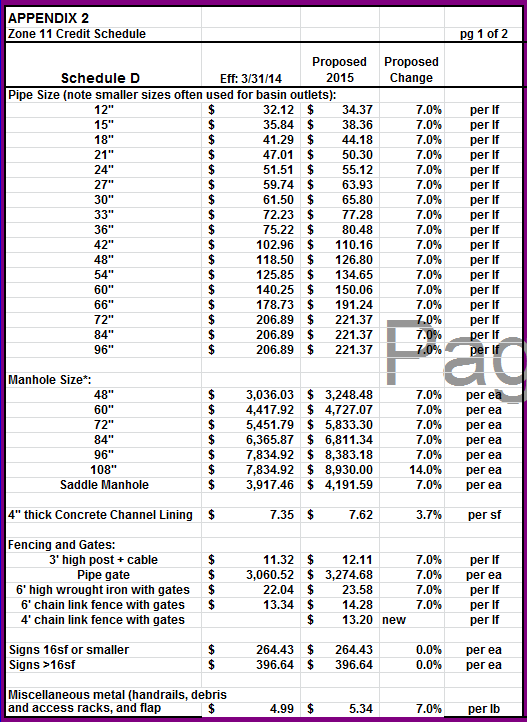 APPENDIX 2
Zone 11 Credit Schedule pg 1 of 2
Proposed Proposed
Schedule D Eff: 3/31/14 2015 Change
Pipe Size (note smaller sizes often used for basin outlets):
12" $ 32.12 $ 34.37 7.0% per lf
15" $ 35.84 $ 38.36 7.0% per lf
18" $ 41.29 $ 44.18 7.0% per lf
21" $ 47.01 $ 50.30 7.0% per lf
24" $ 51.51 $ 55.12 7.0% per lf
27" $ 59.74 $ 63.93 7.0% per lf
30" $ 61.50 $ 65.80 7.0% per lf
33" $ 72.23 $ 77.28 7.0% per lf
36" $ 75.22 $ 80.48 7.0% per lf
42" $ 102.96 $ 110.16 7.0% per lf
48" $ 118.50 $ 126.80 7.0% per lf
54" $ 125.85 $ 134.65 7.0% per lf
60" $ 140.25 $ 150.06 7.0% per lf
66" $ 178.73 $ 191.24 7.0% per lf
72" $ 206.89 $ 221.37 7.0% per lf
84" $ 206.89 $ 221.37 7.0% per lf
96" $ 206.89 $ 221.37 7.0% per lf
Pag
Manhole Size*:
48" $ 3,036.03 $ 3,248.48 7.0% per ea
60" $ 4,417.92 $ 4,727.07 7.0% per ea
72" $ 5,451.79 $ 5,833.30 7.0% per ea
84" $ 6,365.87 $ 6,811.34 7.0% per ea
96" $ 7,834.92 $ 8,383.18 7.0% per ea
108" $ 7,834.92 $ 8,930.00 14.0% per ea
Saddle Manhole $ 3,917.46 $ 4,191.59 7.0% per ea
4" thick Concrete Channel Lining $ 7.35 $ 7.62 3.7% per sf
Fencing and Gates:
3' high post + cable $ 11.32 $ 12.11 7.0% per lf
Pipe gate $ 3,060.52 $ 3,274.68 7.0% per ea
6' high wrought iron with gates $ 22.04 $ 23.58 7.0% per lf
6' chain link fence with gates $ 13.34 $ 14.28 7.0% per lf
4' chain link fence with gates $ 13.20 new per lf
Signs 16sf or smaller $ 264.43 $ 264.43 0.0% per ea
Signs >16sf $ 396.64 $ 396.64 0.0% per ea
Miscellaneous metal (handrails, debris
and access racks, and flap $ 4.99 $ 5.34 7.0% per lb